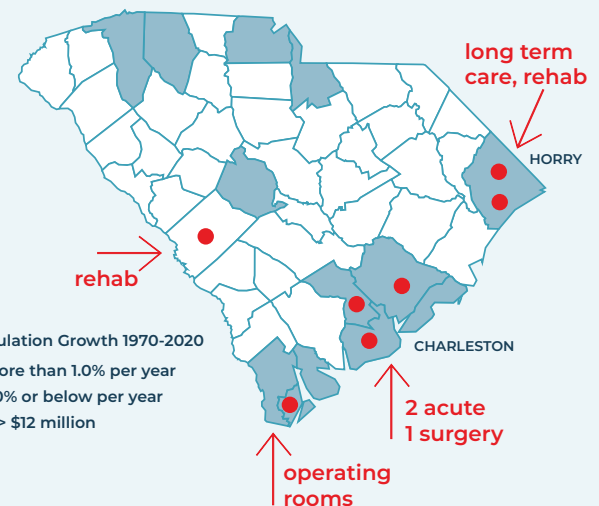 long term
care, rehab
HORRY
rehab
ulation Growth 1970-2020
ore than 1.0% per year
0% or below per year
> $12 million
CHARLESTON
2 acute
1 surgery
operating
rooms